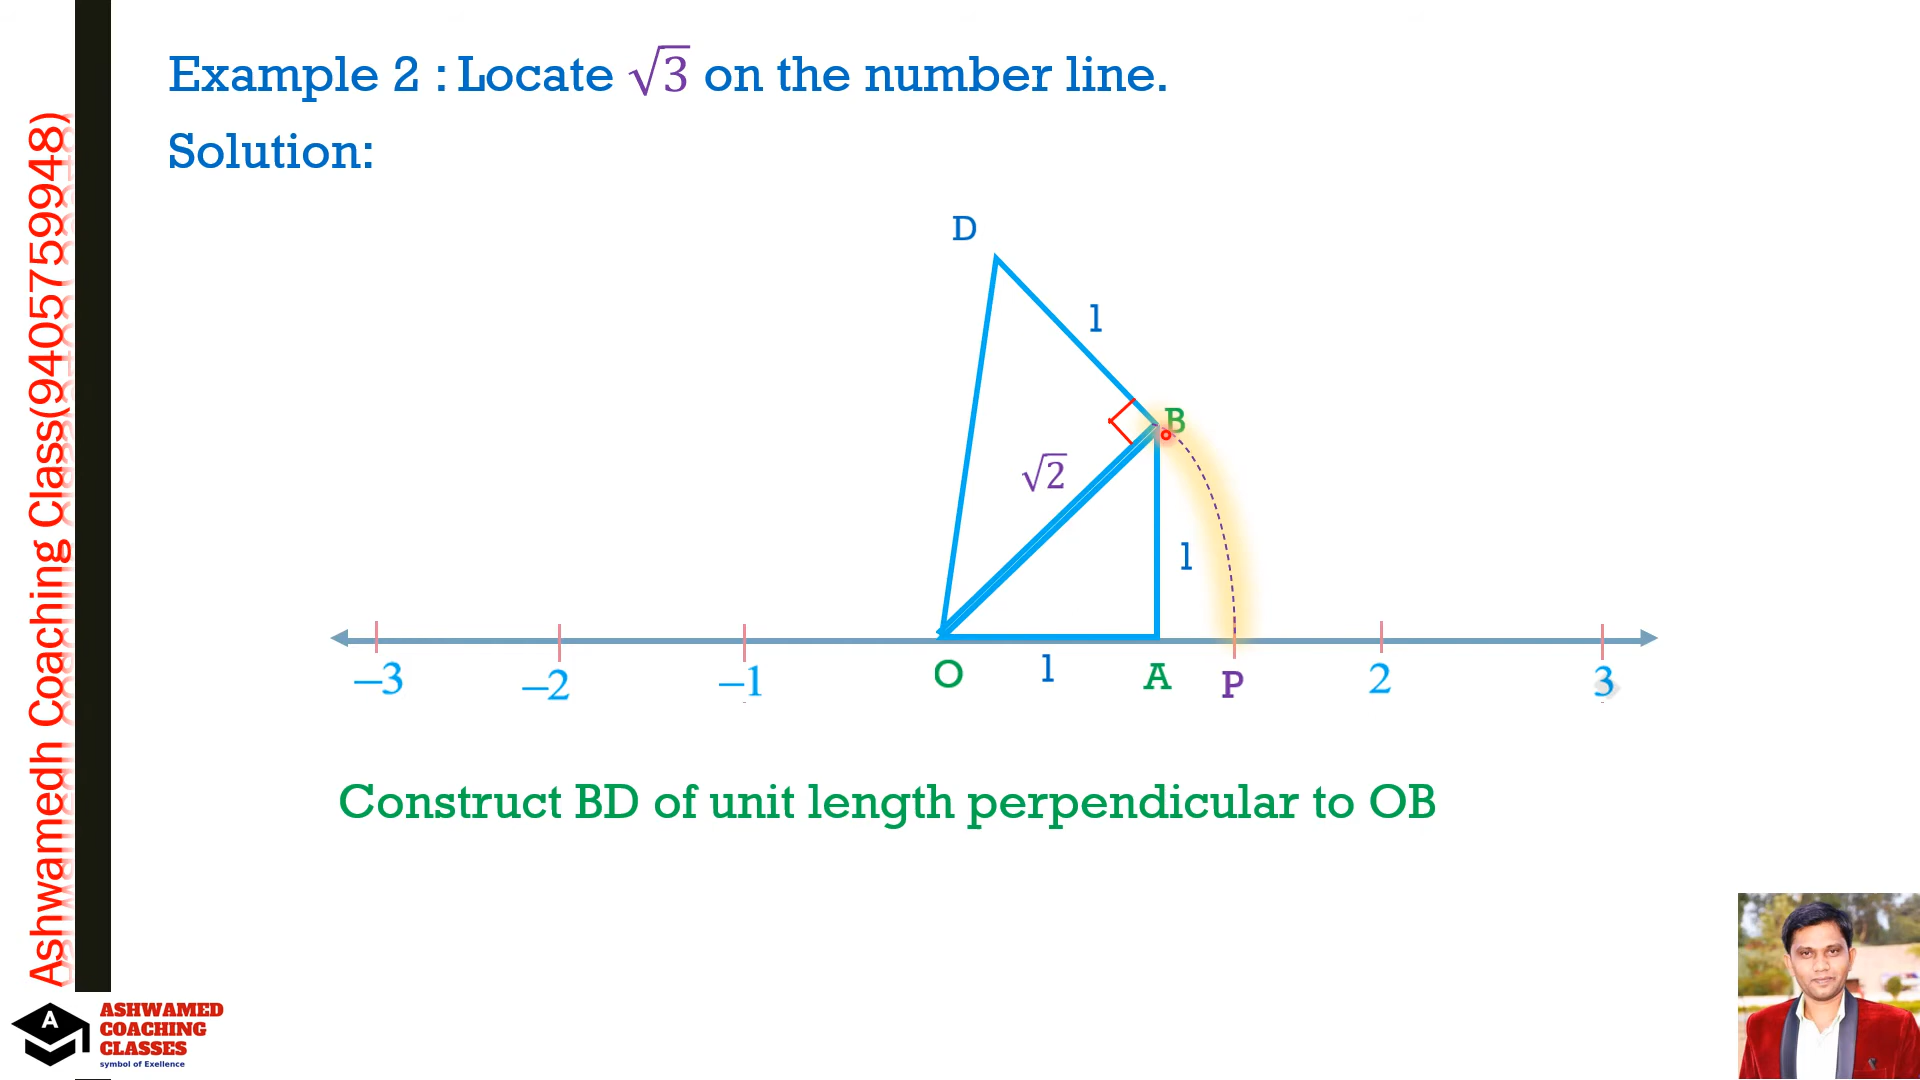 Example 2 : Locate √3 on the number line.
Solution:
D
1
B
√2
1
−3 −2 −1 O 1 A P 2 3
Construct BD of unit length perpendicular to OB
Ashwamedh Coaching Class(9405759948)
A
ASHWAMED
COACHING
CLASSES
symbol of Exellence